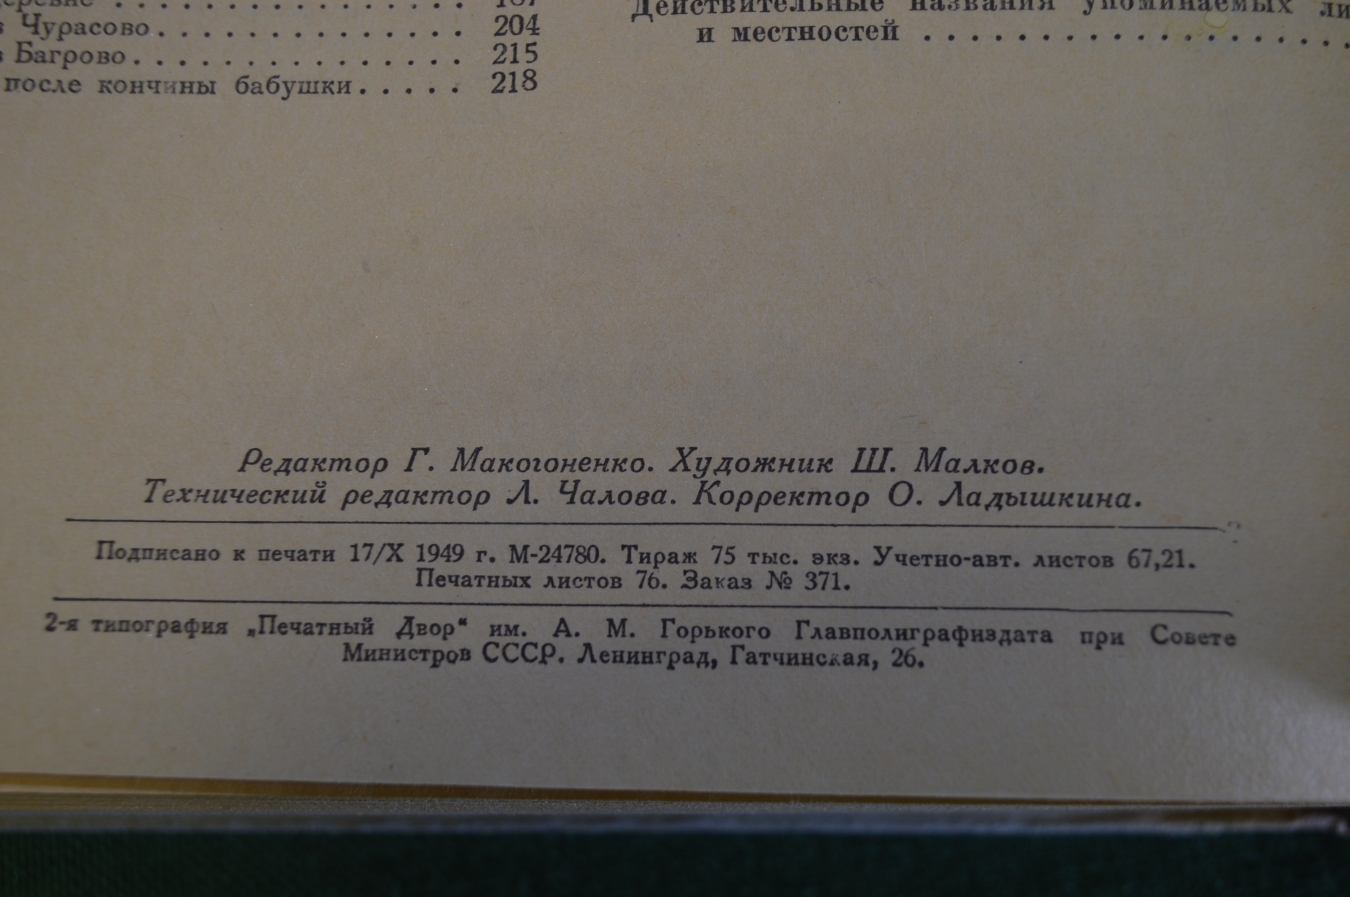 в Чурасово . . . . . . . . . . . . . 204
в Багрово . . . . . . . . . . . . . . 215
после кончины бабушки . . . . . 218
Действительные названия упоминаемых
и местностей . . . . . . . . . . . . . . . . . .
Редактор Г. Макогоненко. Художник Ш. Малков.
Технический редактор Л. Чалова. Корректор О. Ладышкина.
Подписано к печати 17/X 1949 г. М-24780. Тираж 75 тыс. экз. Учетно-авт. листов 67,21.
Печатных листов 76. Заказ № 371.
2-я типография „Печатный Двор“ им. А. М. Горького Главполиграфиздата при Совете
Министров СССР. Ленинград, Гатчинская, 26.